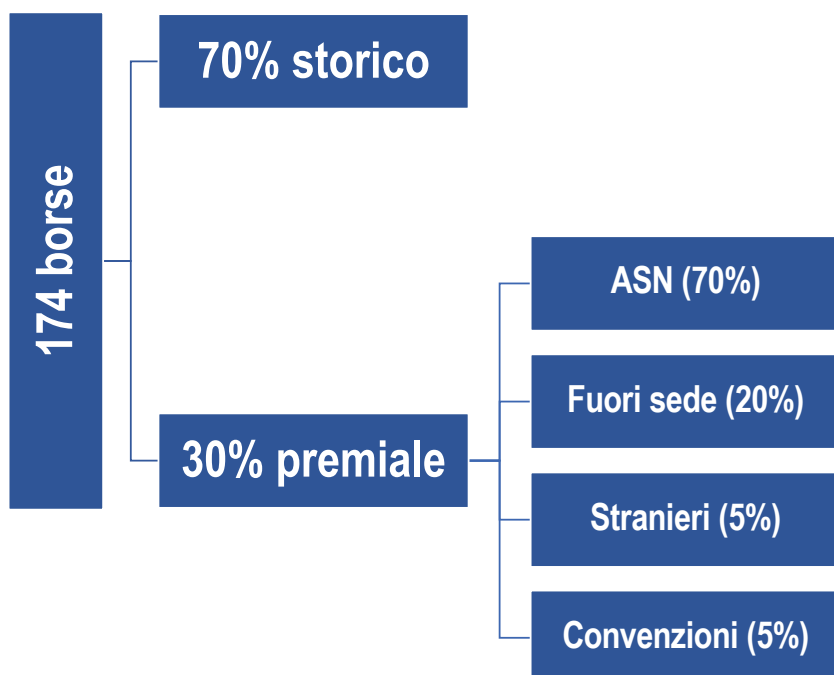 174 borse
70% storico
30% premiale
ASN (70%)
Fuori sede (20%)
Stranieri (5%)
Convenzioni (5%)